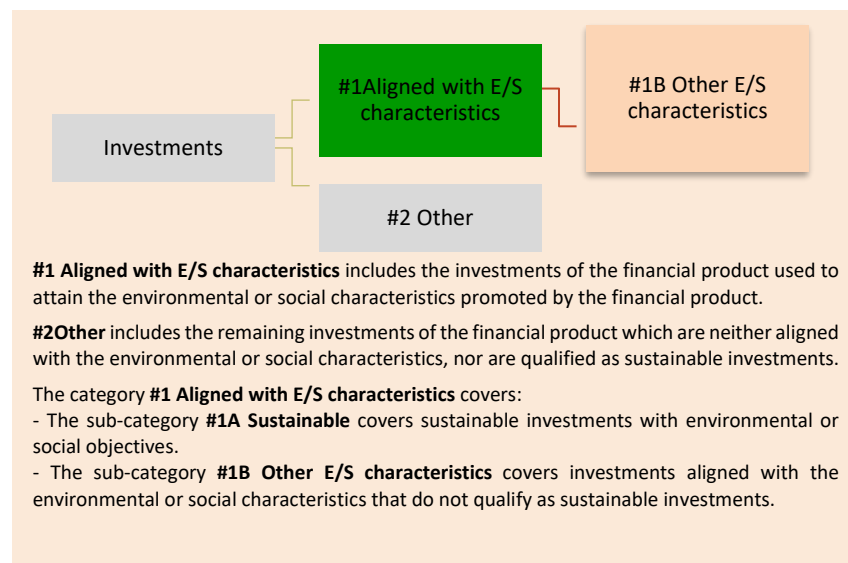 #1Aligned with E/S
characteristics
#1B Other E/S
characteristics
Investments
#2 Other
#1 Aligned with E/S characteristics includes the investments of the financial product used to
attain the environmental or social characteristics promoted by the financial product.
#2Other includes the remaining investments of the financial product which are neither aligned
with the environmental or social characteristics, nor are qualified as sustainable investments.
The category #1 Aligned with E/S characteristics covers:
- The sub-category #1A Sustainable covers sustainable investments with environmental or
social objectives.
- The sub-category #1B Other E/S characteristics covers investments aligned with the
environmental or social characteristics that do not qualify as sustainable investments.